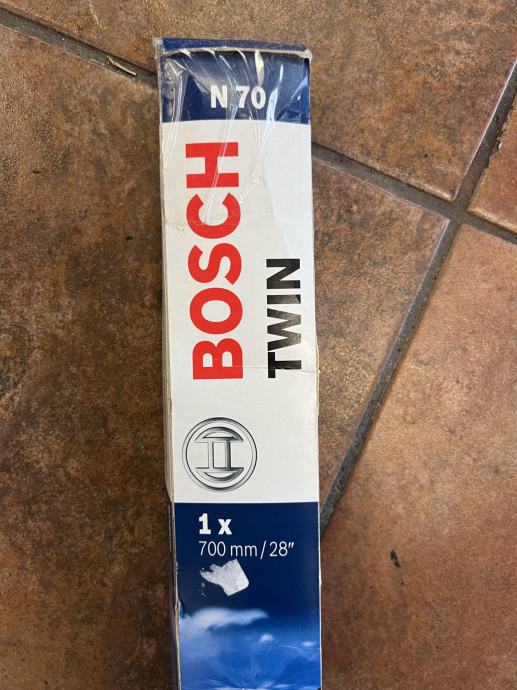 N 70
BOSCH
TWIN
1 x
700 mm / 28"